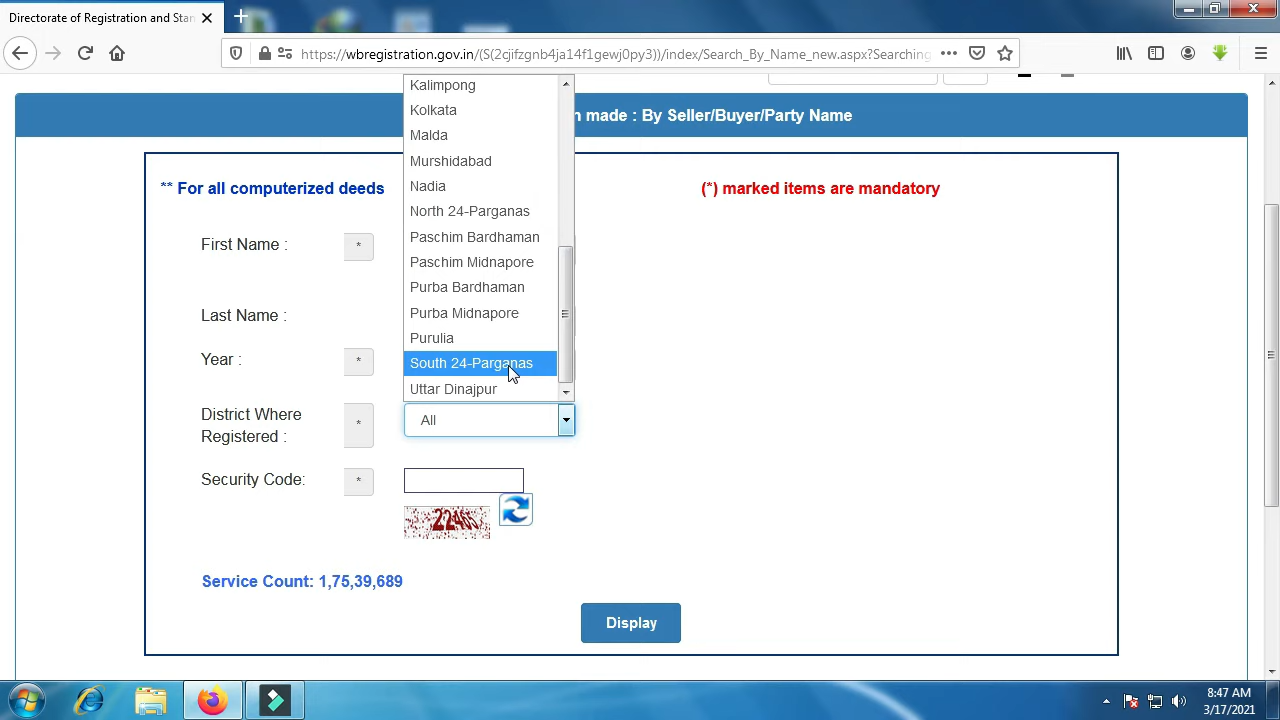 Directorate of Registration and Stan
https://wbregistration.gov.in/(S(2cjifzgnb4ja14f1gewj0py3))/index/Search_By_Name_new.aspx?Searching
n made : By Seller/Buyer/Party Name
** For all computerized deeds
(*) marked items are mandatory
First Name : *
Last Name :
Year : *
Kalimpong
Kolkata
Malda
Murshidabad
Nadia
North 24-Parganas
Paschim Bardhaman
Paschim Midnapore
Purba Bardhaman
Purba Midnapore
Purulia
South 24-Parganas
Uttar Dinajpur
District Where
Registered : *
All
Security Code: *
22465
Service Count: 1,75,39,689
Display
8:47 AM
3/17/2021